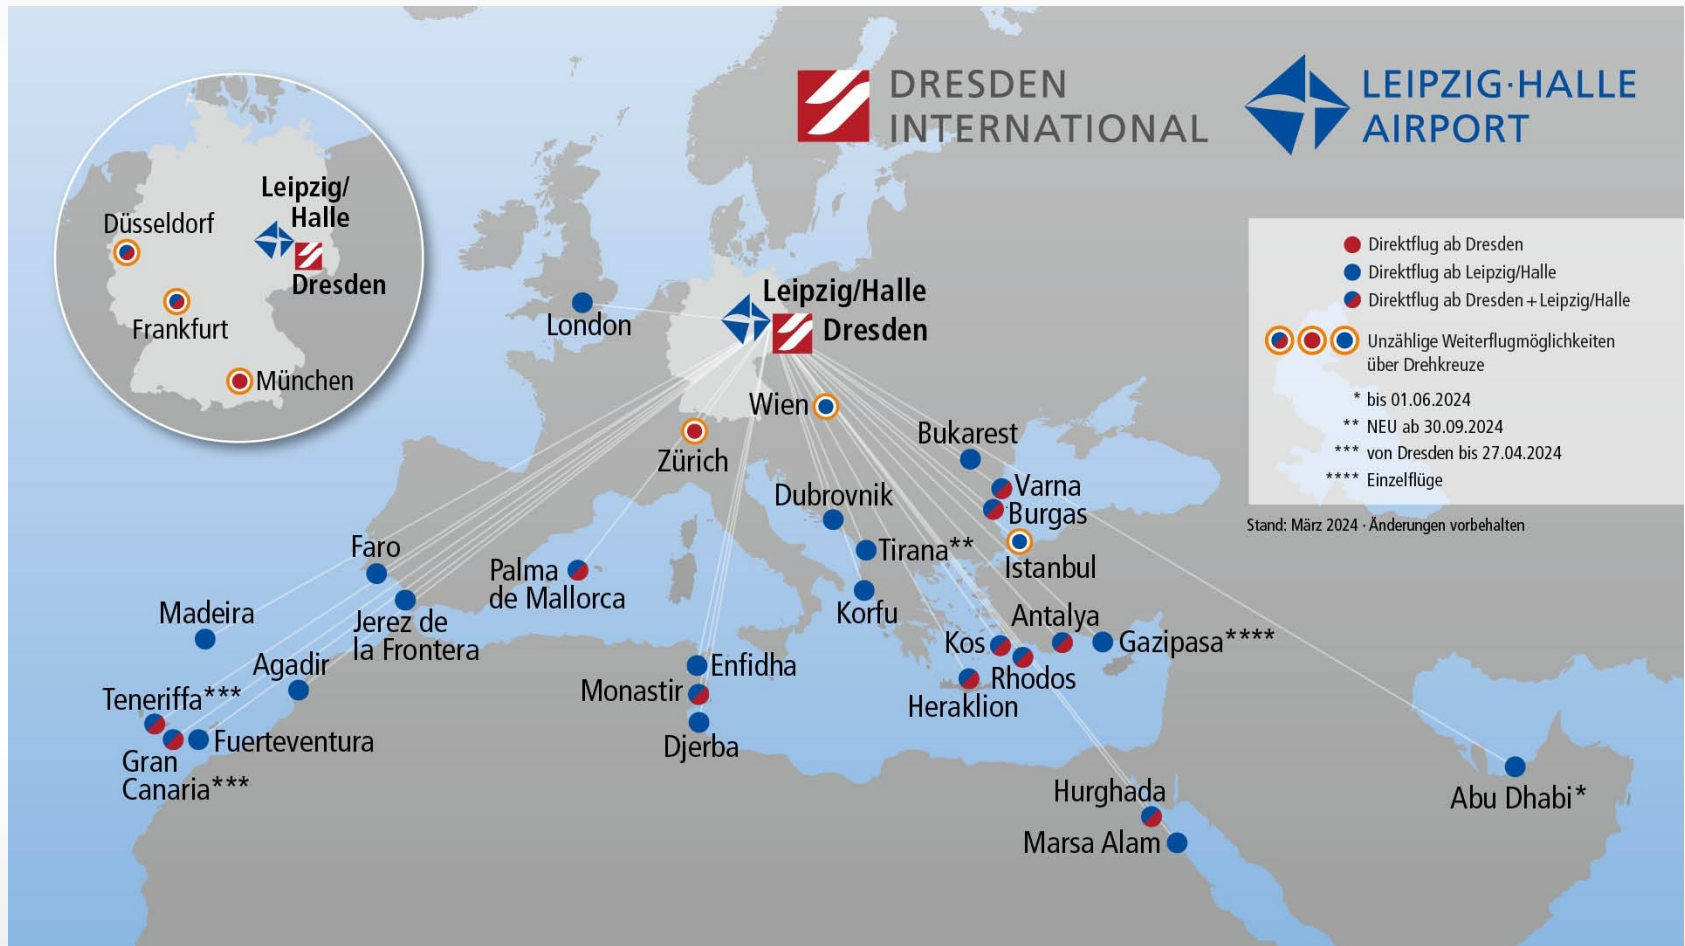 DRESDEN
INTERNATIONAL
LEIPZIG·HALLE
AIRPORT
Leipzig/
Halle
Düsseldorf
Dresden
Frankfurt
München
Direktflug ab Dresden
Direktflug ab Leipzig/Halle
Direktflug ab Dresden + Leipzig/Halle
Unzählige Weiterflugmöglichkeiten
über Drehkreuze
* bis 01.06.2024
** NEU ab 30.09.2024
*** von Dresden bis 27.04.2024
**** Einzelflüge
Stand: März 2024 · Änderungen vorbehalten
Leipzig/Halle
Dresden
London
Wien
Zürich
Bukarest
Varna
Burgas
Dubrovnik
Tirana**
Istanbul
Korfu
Faro
Palma
de Mallorca
Madeira
Jerez de
la Frontera
Agadir
Teneriffa***
Fuerteventura
Gran
Canaria***
Enfidha
Monastir
Djerba
Antalya
Kos
Gazipasa****
Rhodos
Heraklion
Hurghada
Marsa Alam
Abu Dhabi*